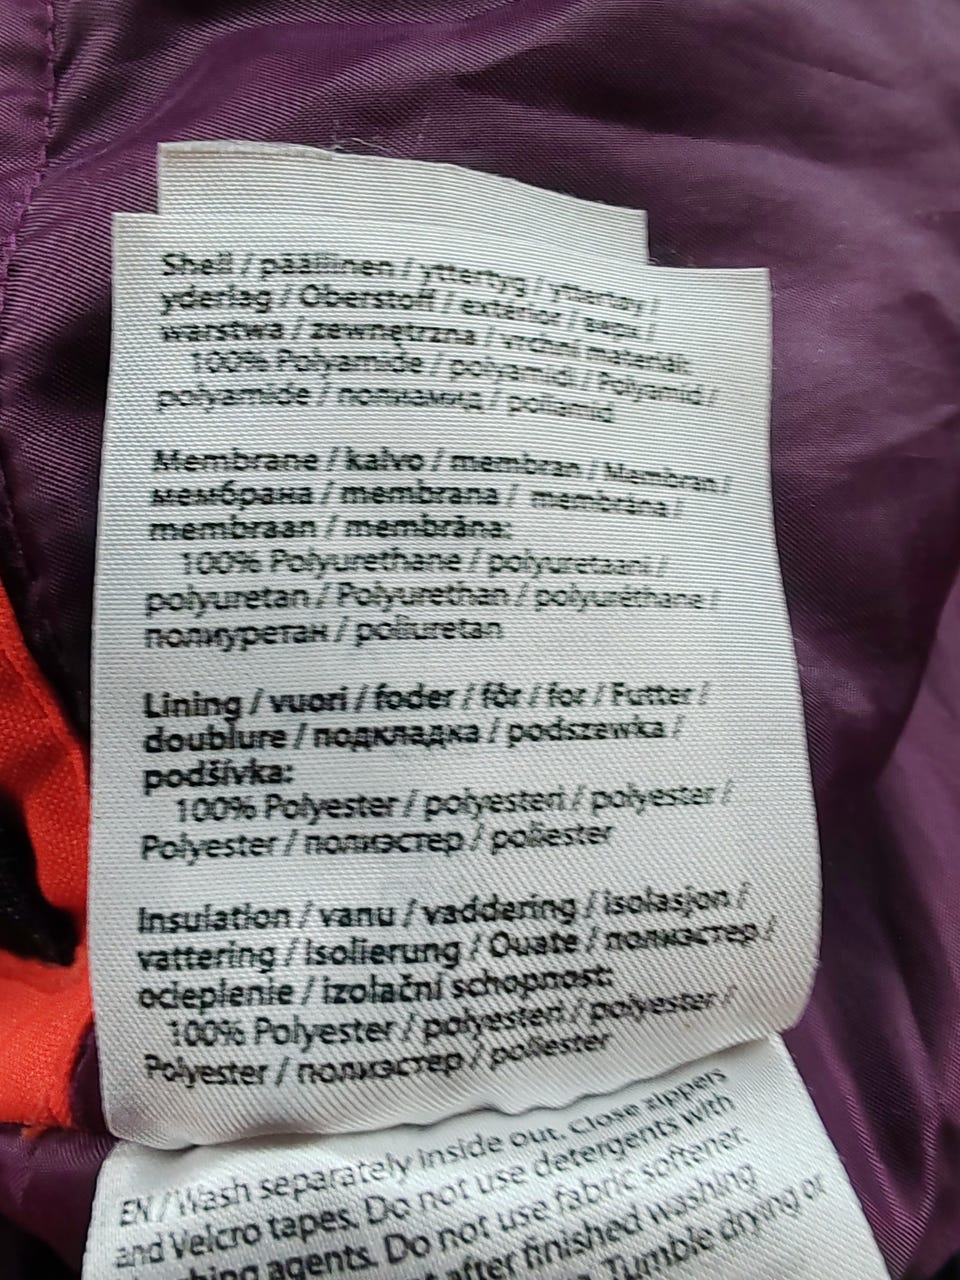 Shell / päällinen / yttertyg / yttertøy /
yderlag / Oberstoff / extérior / верх /
warstwa / zewnętrzna / vrchní materiál:
100% Polyamide / polyamidi / Polyamid /
polyamide / полиамид / poliamid
Membrane / kalvo / membran / Membran /
мембрана / membrana / membrána /
membraan / membrāna:
100% Polyurethane / polyuretaani /
polyuretan / Polyurethan / polyuréthane /
полиуретан / poliuretan
Lining / vuori / foder / fôr / for / Futter /
doublure / подкладка / podszewka /
podšívka:
100% Polyester / polyesteri / polyester /
Polyester / полиэстер / poliester
Insulation / vanu / vaddering / isolasjon /
vattering / Isolierung / Ouate / полиэстер /
ocieplenie / izolační schopnost:
100% Polyester / polyesteri / polyester /
Polyester / полиэстер / poliester
EN / Wash separately inside out. Close zippers
and Velcro tapes. Do not use detergents with
agents. Do not use fabric softener.
after finished washing
Tumble drying or